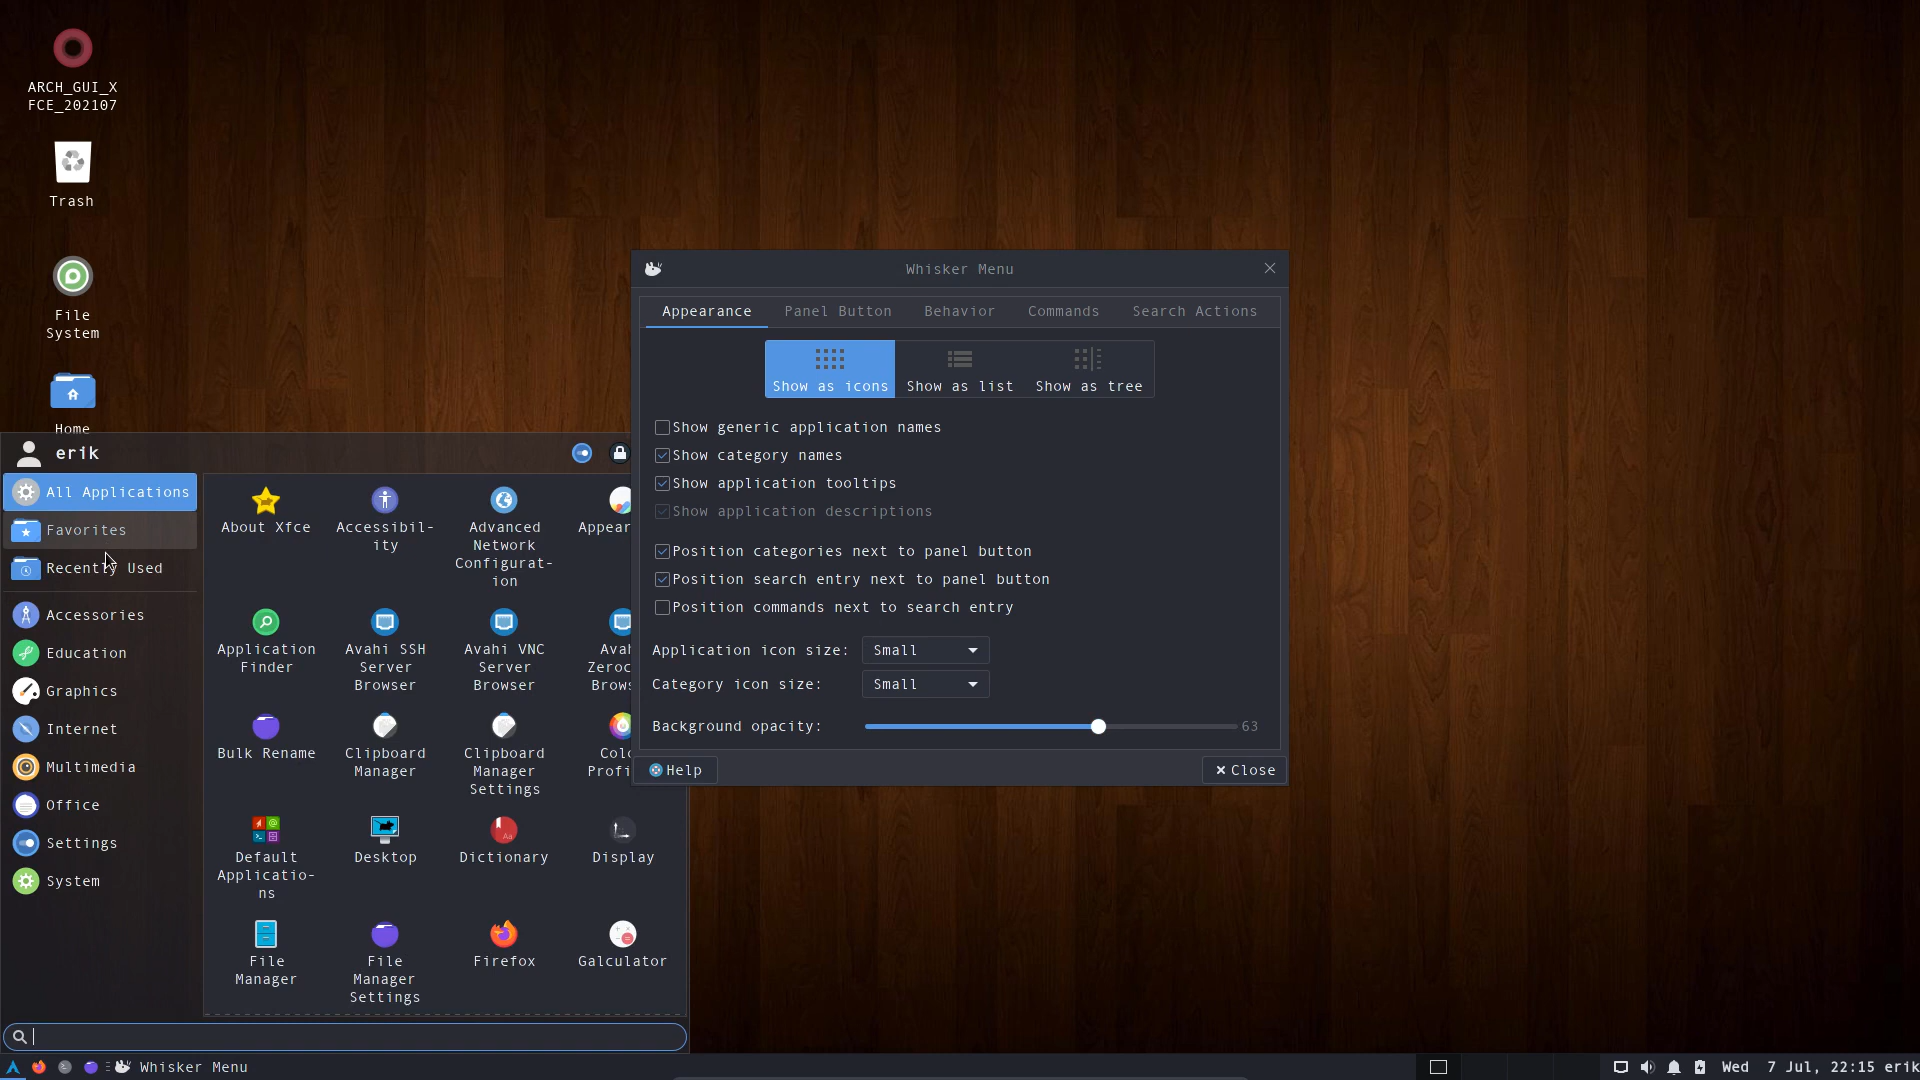 ARCH_GUI_X
FCE_202107
Trash
File
System
Home
erik
All Applications
Favorites
Recently Used
Accessories
Education
Graphics
Internet
Multimedia
Office
Settings
System
About Xfce
Accessibil-
ity
Advanced
Network
Configurat-
ion
Appear
Application
Finder
Avahi SSH
Server
Browser
Avahi VNC
Server
Browser
Avah
Zeroc
Brows
Bulk Rename
Clipboard
Manager
Clipboard
Manager
Settings
Colo
Profi
Default
Applicatio-
ns
Desktop
Dictionary
Display
File
Manager
File
Manager
Settings
Firefox
Galculator
Whisker Menu
Appearance
Panel Button
Behavior
Commands
Search Actions
Show as icons
Show as list
Show as tree
Show generic application names
Show category names
Show application tooltips
Show application descriptions
Position categories next to panel button
Position search entry next to panel button
Position commands next to search entry
Application icon size: Small
Category icon size: Small
Background opacity: 63
Help
Close
Whisker Menu
Wed 7 Jul, 22:15 erik